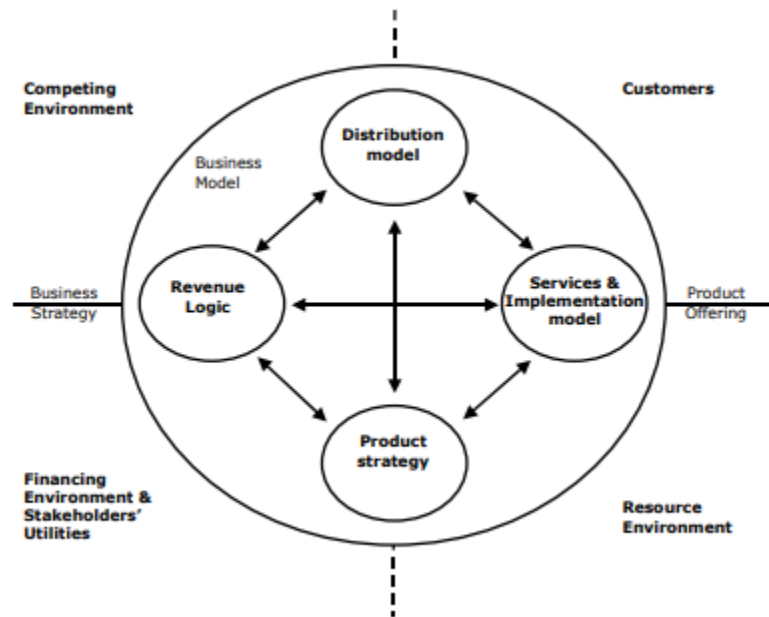 Competing
Environment
Customers
Distribution
model
Business
Model
Revenue
Logic
Services &
Implementation
model
Business
Strategy
Product
Offering
Product
strategy
Financing
Environment &
Stakeholders’
Utilities
Resource
Environment